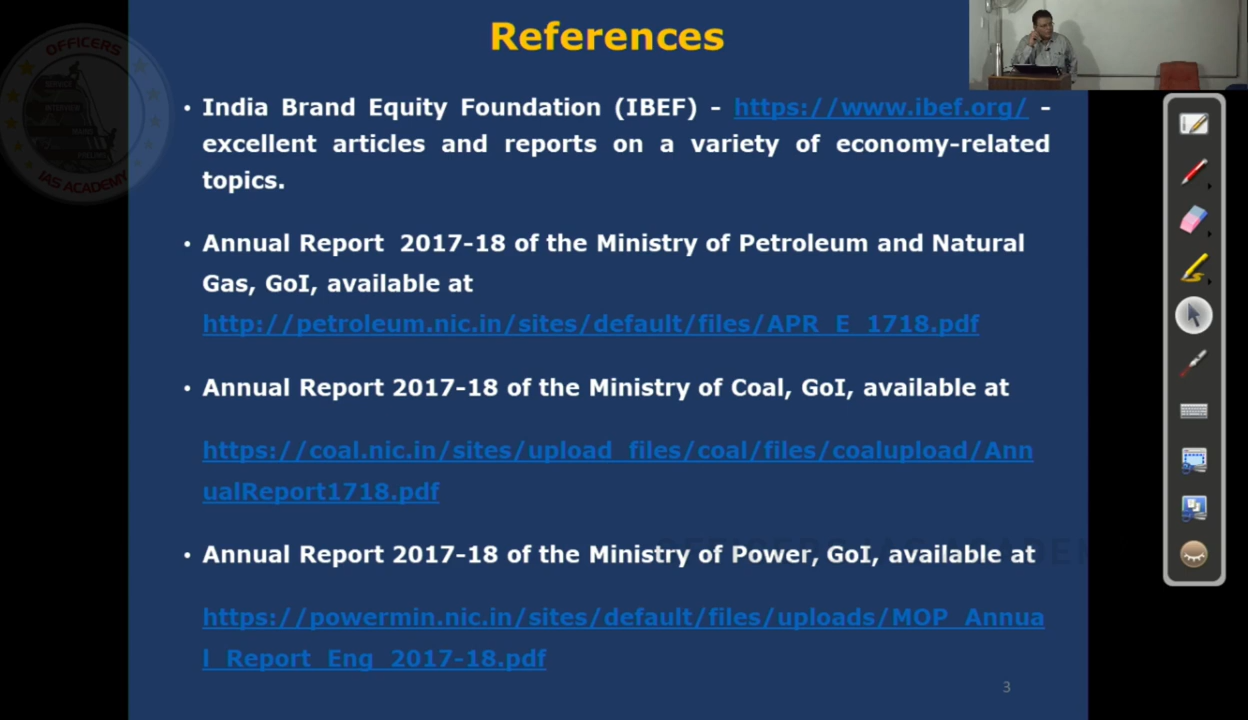 References
OFFICERS
IAS ACADEMY
• India Brand Equity Foundation (IBEF) - https://www.ibef.org/ -
excellent articles and reports on a variety of economy-related
topics.
• Annual Report 2017-18 of the Ministry of Petroleum and Natural
Gas, GoI, available at
http://petroleum.nic.in/sites/default/files/APR_E_1718.pdf
• Annual Report 2017-18 of the Ministry of Coal, GoI, available at
https://coal.nic.in/sites/upload_files/coal/files/coalupload/Ann
ualReport1718.pdf
• Annual Report 2017-18 of the Ministry of Power, GoI, available at
https://powermin.nic.in/sites/default/files/uploads/MOP_Annua
l_Report_Eng_2017-18.pdf
3